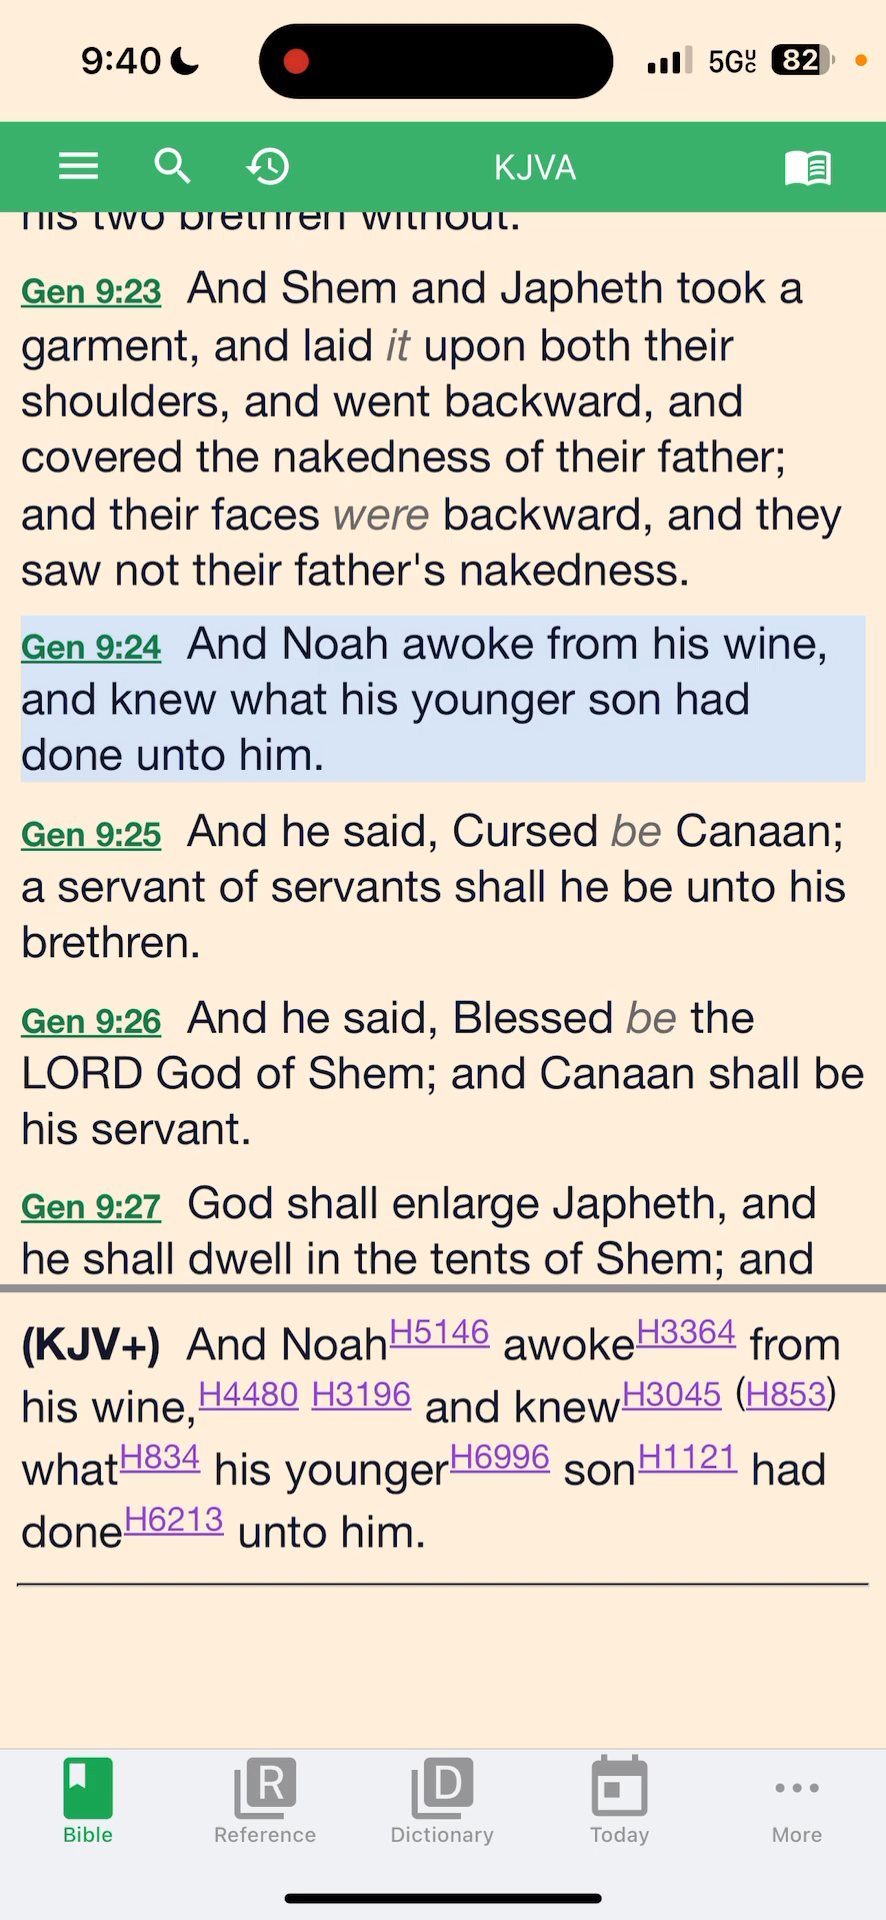 9:40
5G
82
KJVA
his two brethren without.
Gen 9:23 And Shem and Japheth took a
garment, and laid it upon both their
shoulders, and went backward, and
covered the nakedness of their father;
and their faces were backward, and they
saw not their father's nakedness.
Gen 9:24 And Noah awoke from his wine,
and knew what his younger son had
done unto him.
Gen 9:25 And he said, Cursed be Canaan;
a servant of servants shall he be unto his
brethren.
Gen 9:26 And he said, Blessed be the
LORD God of Shem; and Canaan shall be
his servant.
Gen 9:27 God shall enlarge Japheth, and
he shall dwell in the tents of Shem; and
(KJV+) And NoahH5146 awokeH3364 from
his wine,H4480 H3196 and knewH3045 (H853)
whatH834 his youngerH6996 sonH1121 had
doneH6213 unto him.
R
D
Bible
Reference
Dictionary
Today
More